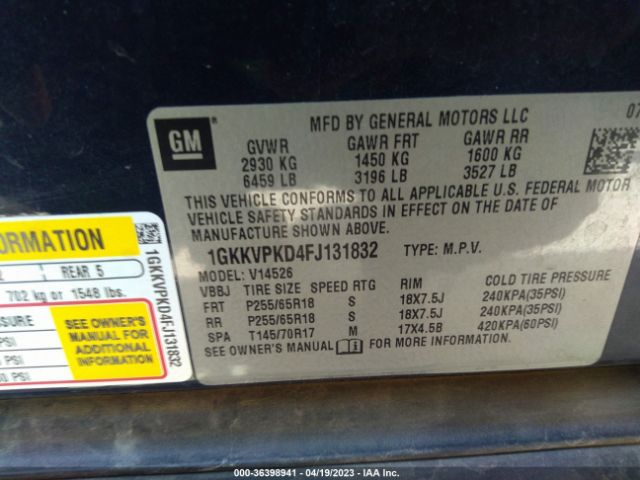 MFD BY GENERAL MOTORS LLC 07
GM
GVWR GAWR FRT GAWR RR
2930 KG 1450 KG 1600 KG
6459 LB 3196 LB 3527 LB
THIS VEHICLE CONFORMS TO ALL APPLICABLE U.S. FEDERAL MOTOR
VEHICLE SAFETY STANDARDS IN EFFECT ON THE DATE OF
MANUFACTURE SHOWN ABOVE.
1GKKVPKD4FJ131832 TYPE: M.P.V.
MODEL: V14526
VBBJ TIRE SIZE SPEED RTG RIM COLD TIRE PRESSURE
FRT P255/65R18 S 18X7.5J 240KPA(35PSI)
RR P255/65R18 S 18X7.5J 240KPA(35PSI)
SPA T145/70R17 M 17X4.5B 420KPA(60PSI)
SEE OWNER'S MANUAL FOR MORE INFORMATION.
ORMATION
2 REAR 5
702 kg or 1548 lbs.
SURE
PSI
PSI
PSI
SEE OWNER'S
MANUAL FOR
ADDITIONAL
INFORMATION
1GKKVPKD4FJ131832
000-36398941 / 04/19/2023 / IAA Inc.